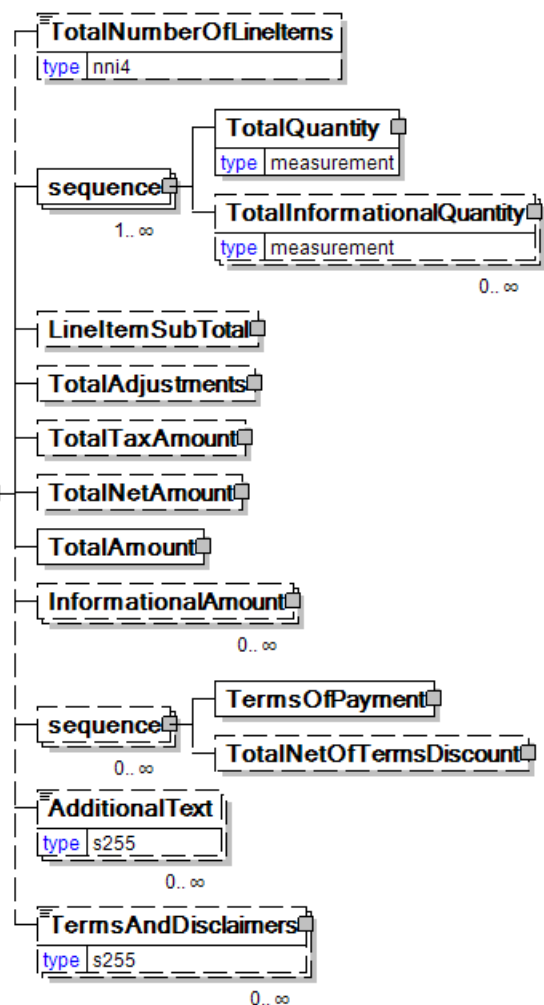 TotalNumberOfLineItems
type nni4
TotalQuantity
type measurement
sequence
1.. ∞
TotalInformationalQuantity
type measurement
0.. ∞
LineItemSubTotal
TotalAdjustments
TotalTaxAmount
TotalNetAmount
TotalAmount
InformationalAmount
0.. ∞
TermsOfPayment
sequence
0.. ∞
TotalNetOfTermsDiscount
AdditionalText
type s255
0.. ∞
TermsAndDisclaimers
type s255
0.. ∞